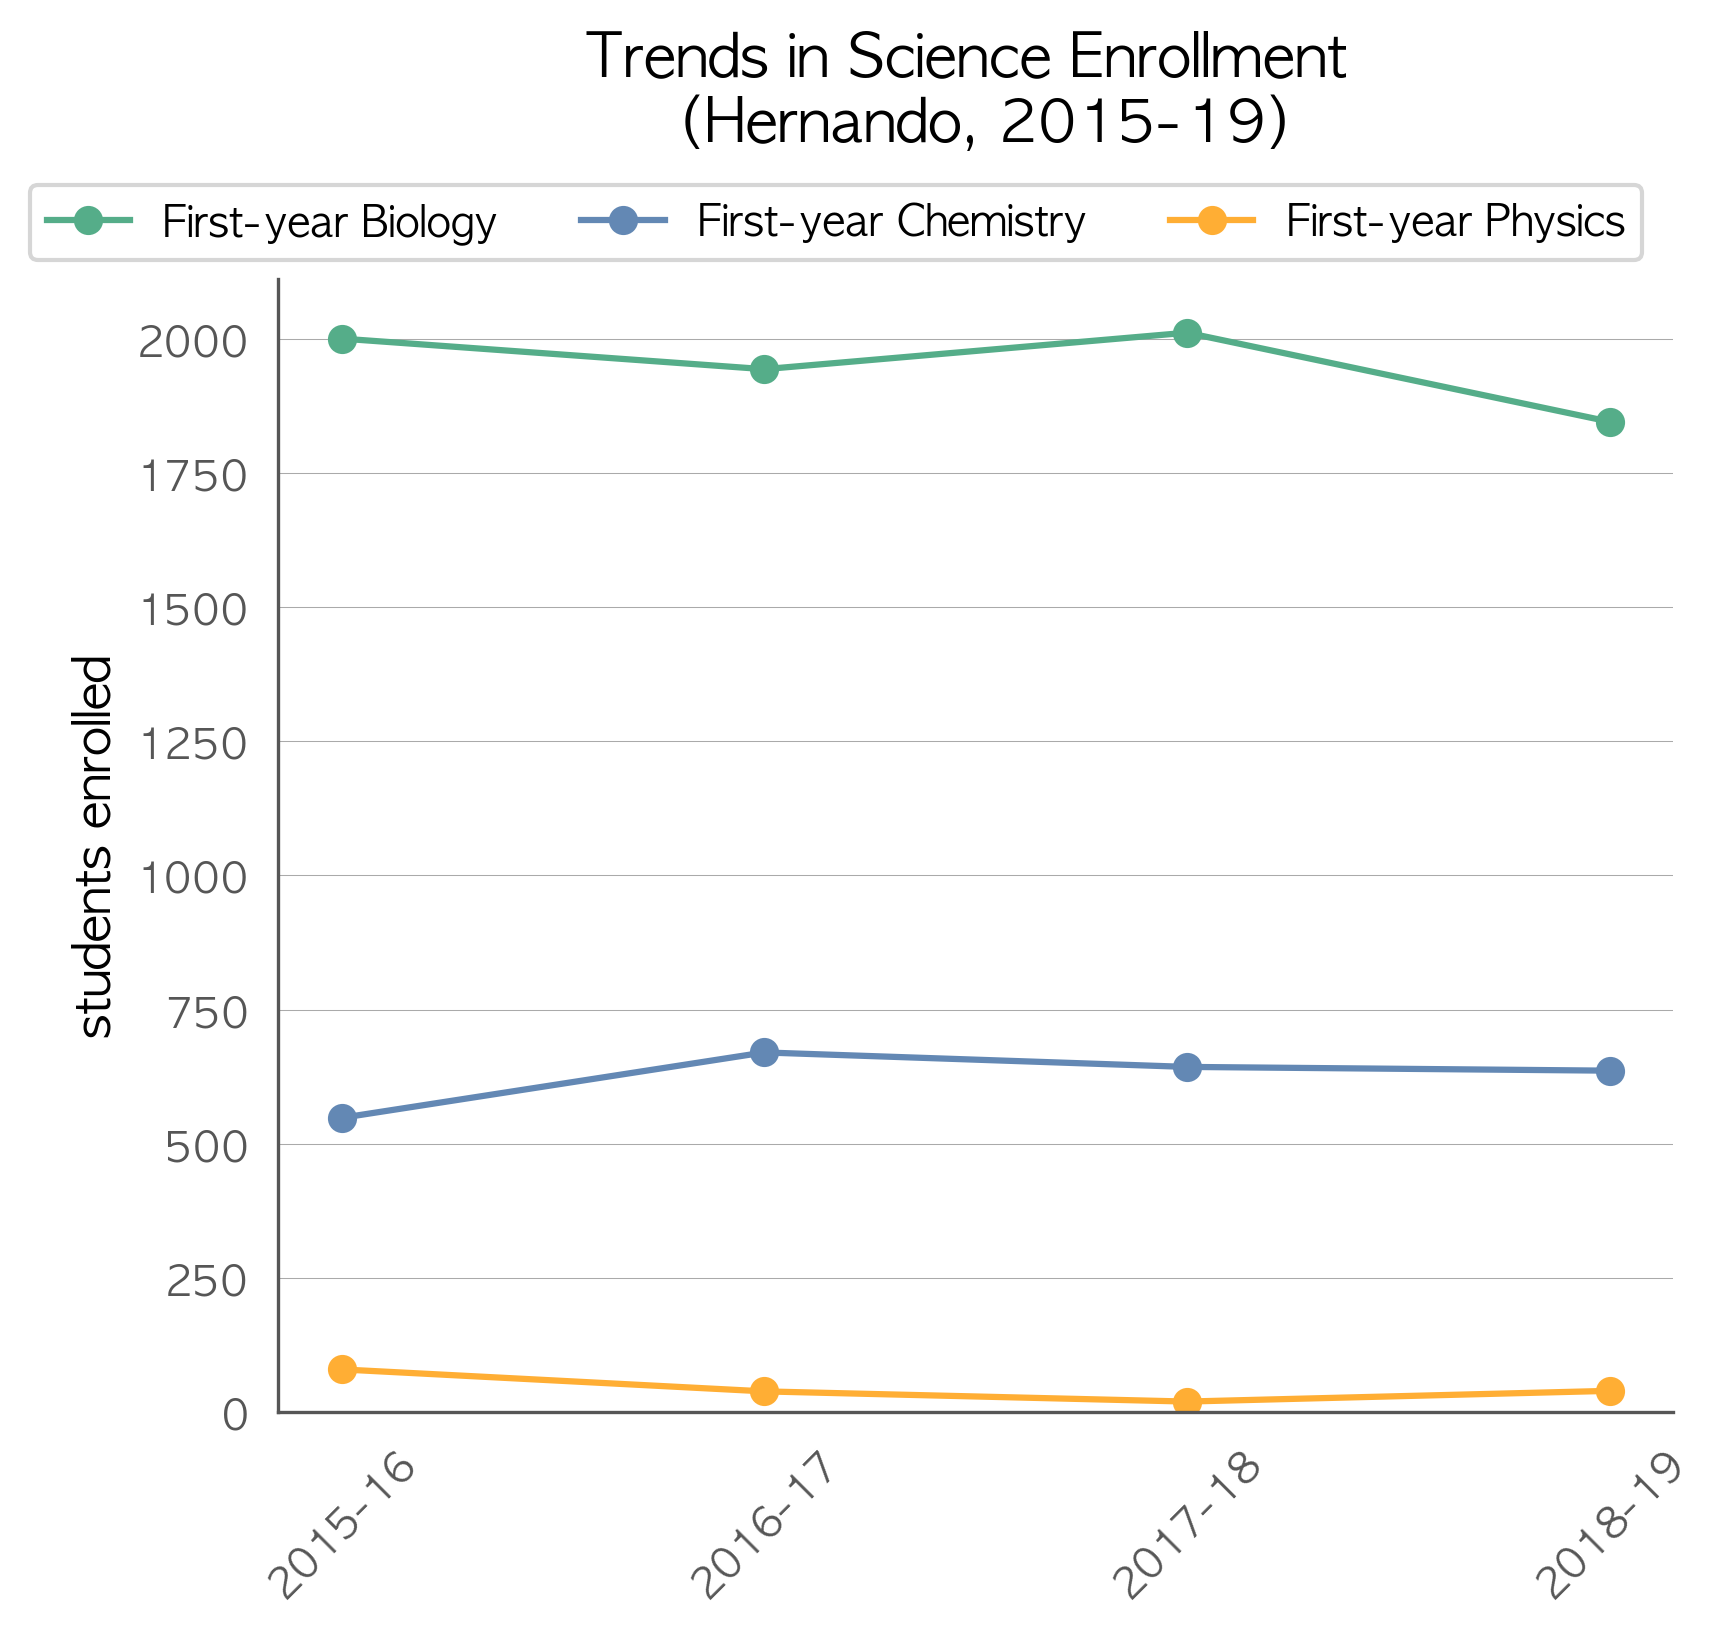 Trends in Science Enrollment
(Hernando, 2015-19)
First-year Biology
First-year Chemistry
First-year Physics
2000
1750
1500
1250
1000
750
500
250
0
students enrolled
2015-16
2016-17
2017-18
2018-19